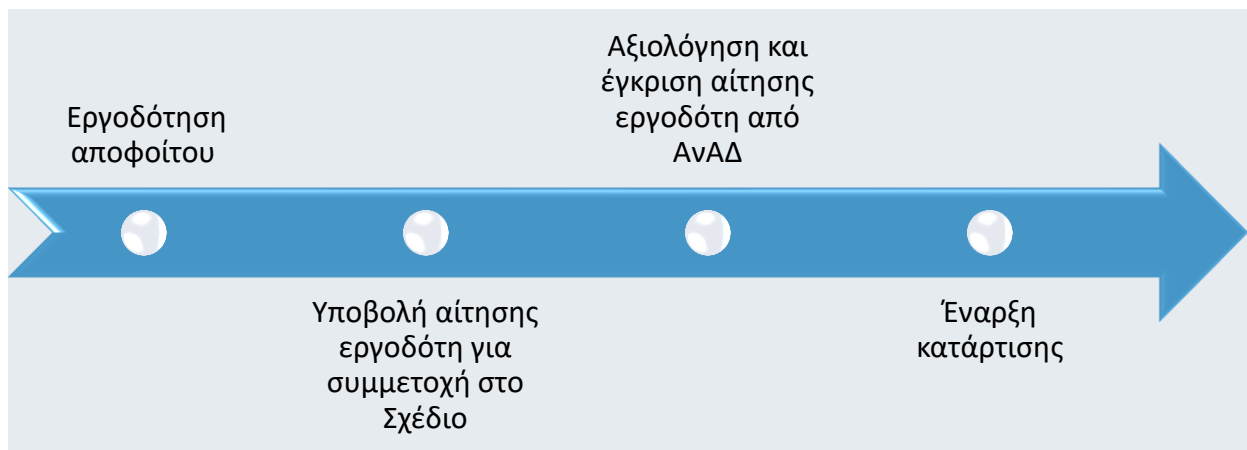 Εργοδότηση
αποφοίτου
Υποβολή αίτησης
εργοδότη για
συμμετοχή στο
Σχέδιο
Αξιολόγηση και
έγκριση αίτησης
εργοδότη από
ΑνΑΔ
Έναρξη
κατάρτισης